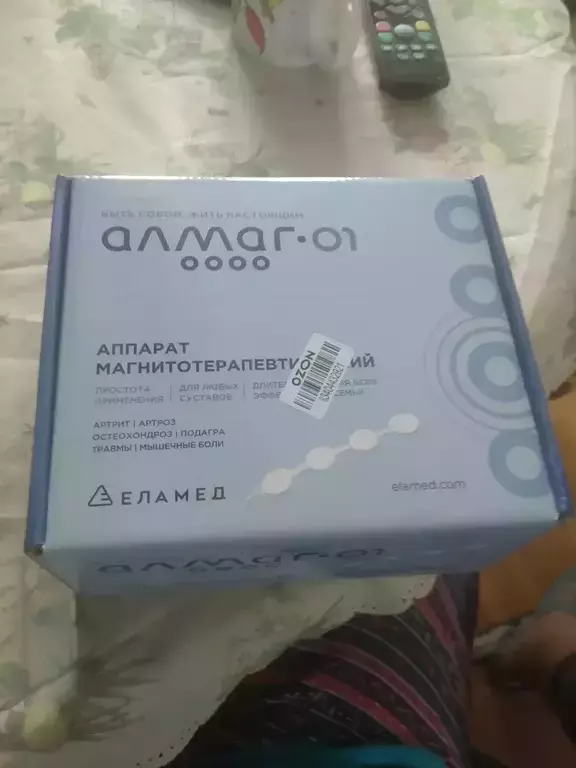 БЫТЬ СОБОЙ. ЖИТЬ НАСТОЯЩИМ
АЛМАГ•01
АППАРАТ
МАГНИТОТЕРАПЕВТИ ИЙ
ПРОСТОТА ПРИМЕНЕНИЯ | ДЛЯ ЛЮБЫХ СУСТАВОВ
АРТРИТ | АРТРОЗ
ОСТЕОХОНДРОЗ | ПОДАГРА
ТРАВМЫ | МЫШЕЧНЫЕ БОЛИ
OZON
ЕЛАМЕД
elamed.com
АЛМАГ•01